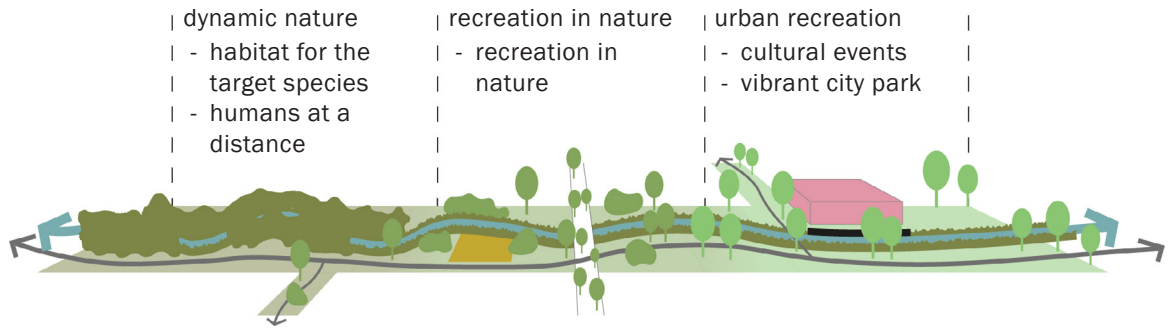 dynamic nature
- habitat for the
target species
- humans at a
distance
recreation in nature
- recreation in
nature
urban recreation
- cultural events
- vibrant city park